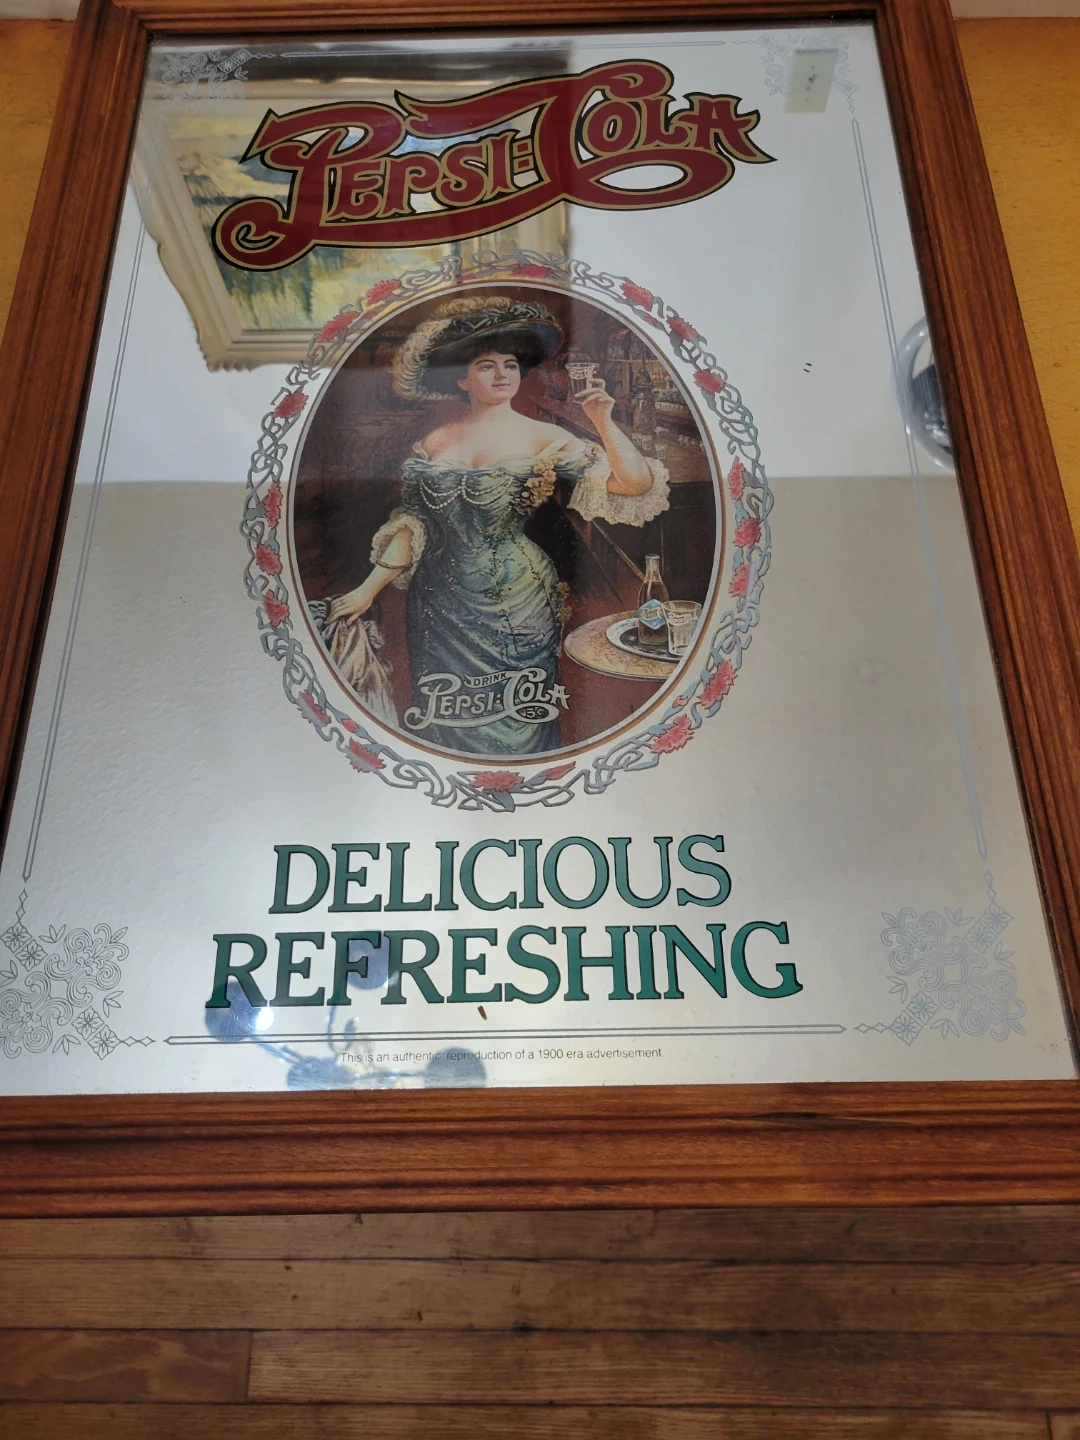 PEPSI:COLA
DRINK
PEPSI:COLA
5¢
DELICIOUS
REFRESHING
This is an authentic reproduction of a 1900 era advertisement.